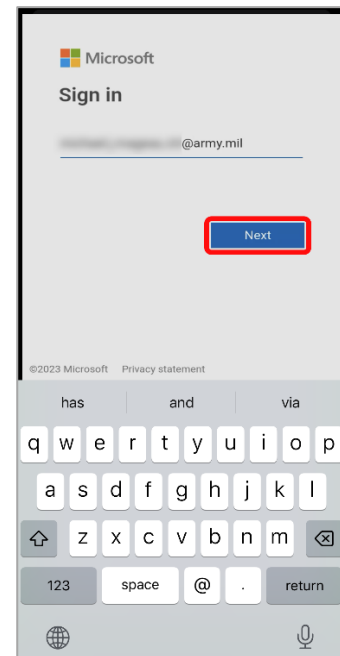 Microsoft
Sign in
@army.mil
Next
©2023 Microsoft Privacy statement
has and via
q w e r t y u i o p
a s d f g h j k l
z x c v b n m
123 space @ . return